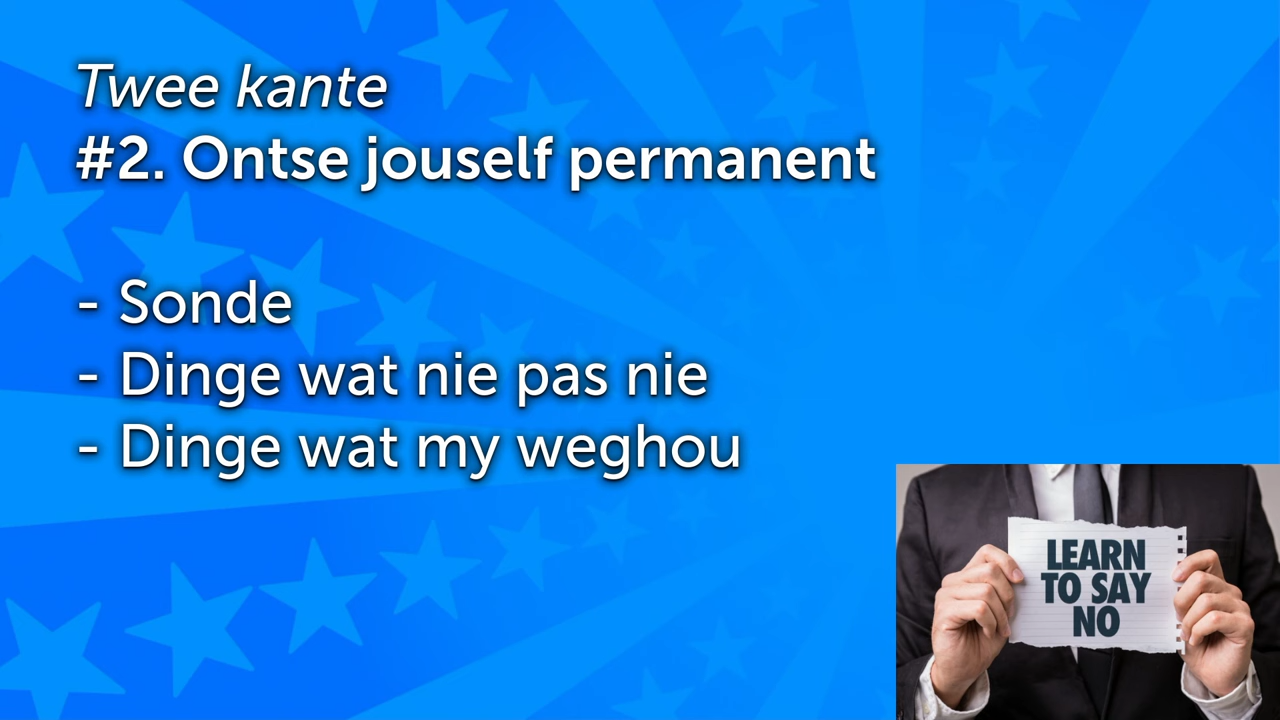 Twee kante
#2. Ontse jouself permanent
- Sonde
- Dinge wat nie pas nie
- Dinge wat my weghou
LEARN
TO SAY
NO